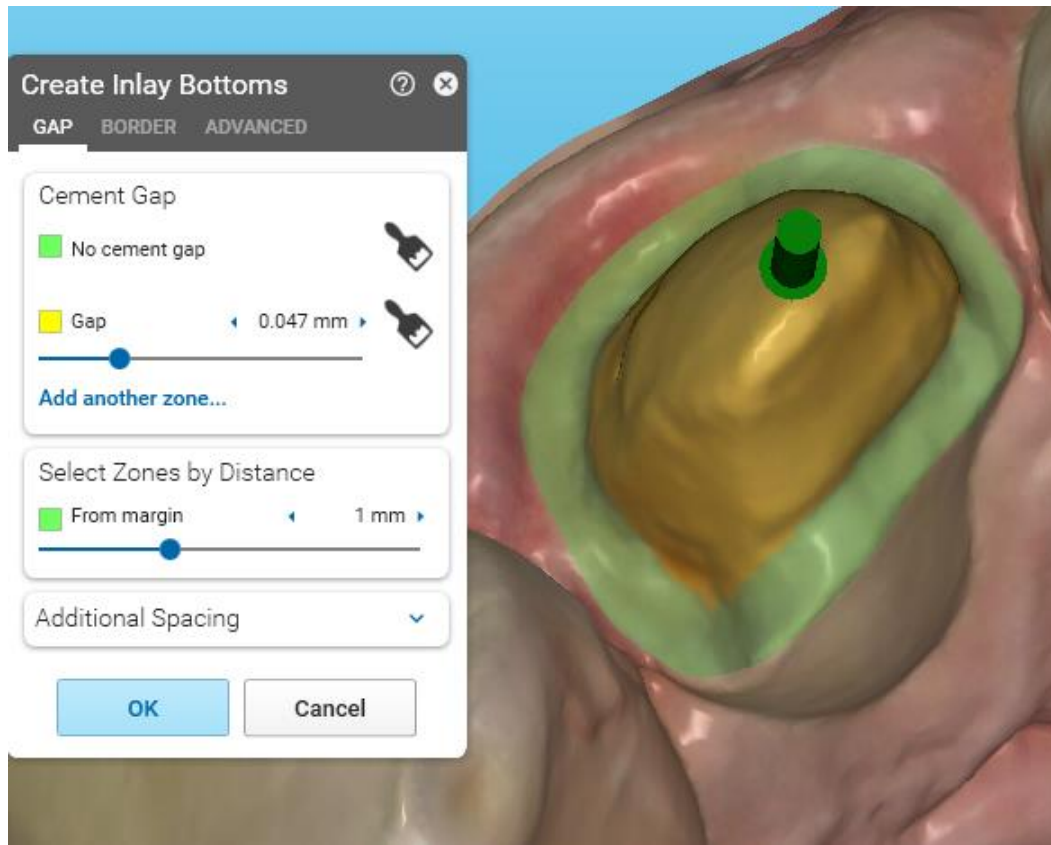 Create Inlay Bottoms
GAP BORDER ADVANCED
Cement Gap
No cement gap
Gap 0.047 mm
Add another zone...
Select Zones by Distance
From margin 1 mm
Additional Spacing
OK Cancel